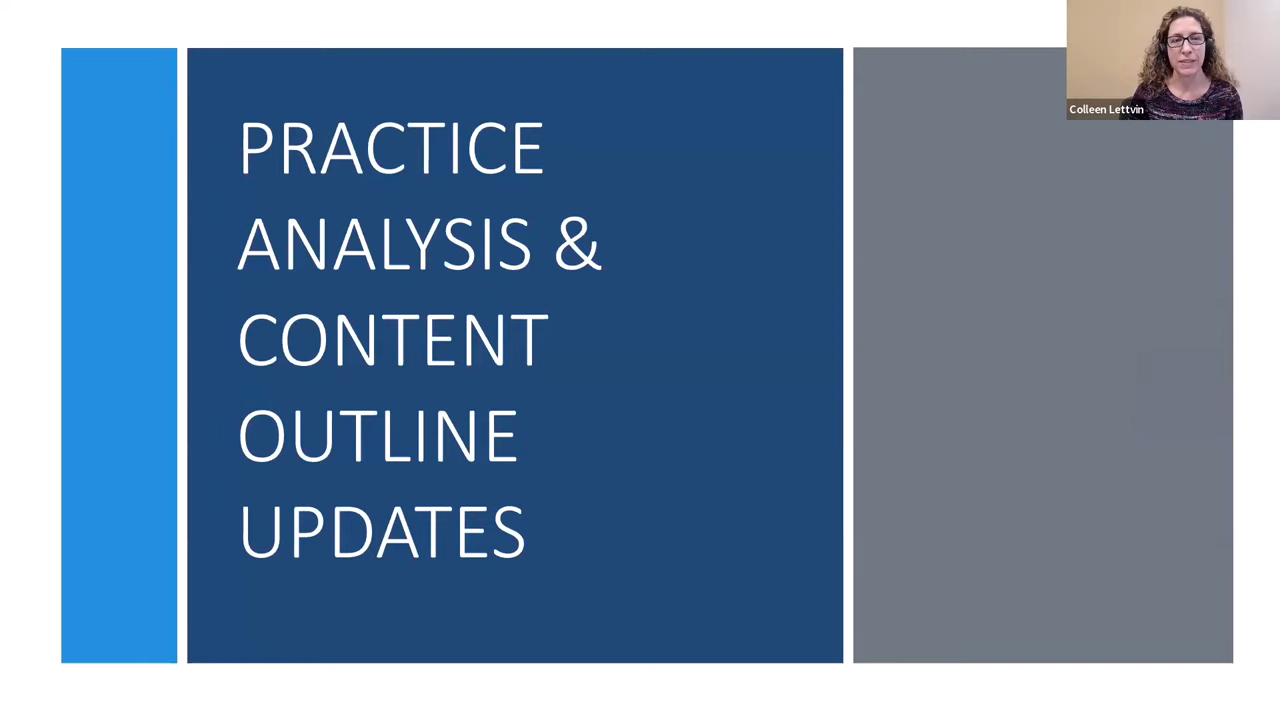 PRACTICE
ANALYSIS &
CONTENT
OUTLINE
UPDATES
Colleen Lettvin